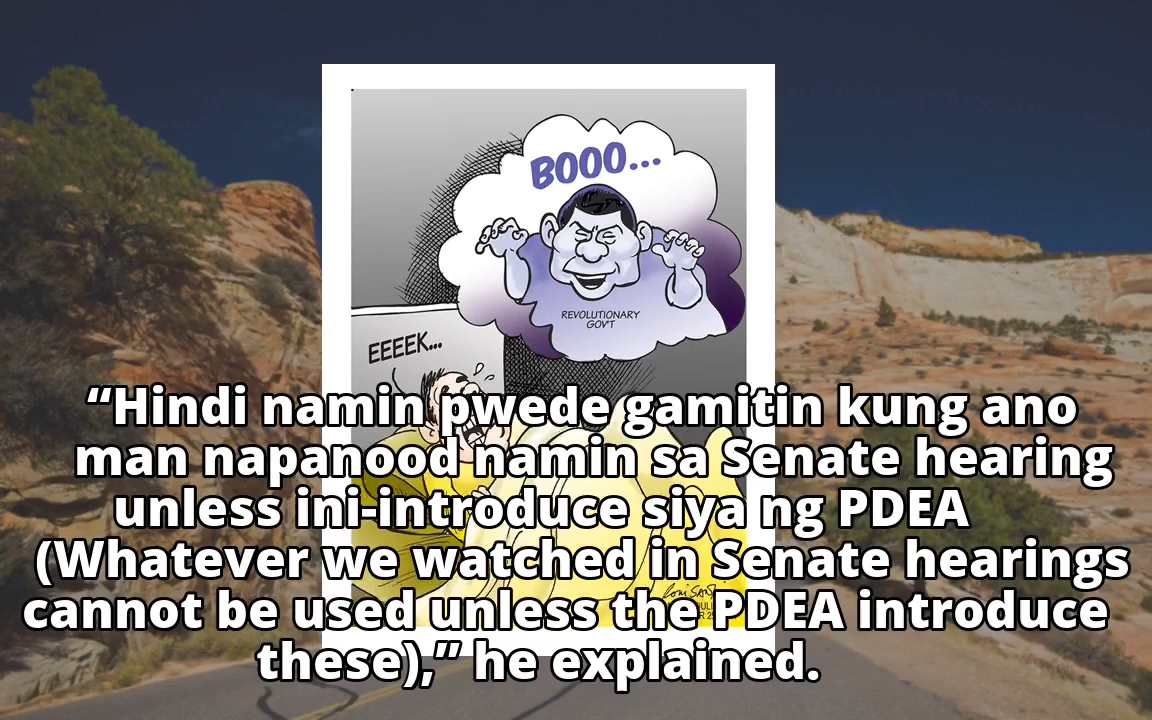 BOOO...
REVOLUTIONARY
GOV'T
EEEEK...
“Hindi namin pwede gamitin kung ano
man napanood namin sa Senate hearing
unless ini-introduce siya ng PDEA
(Whatever we watched in Senate hearings
cannot be used unless the PDEA introduce
these),” he explained.